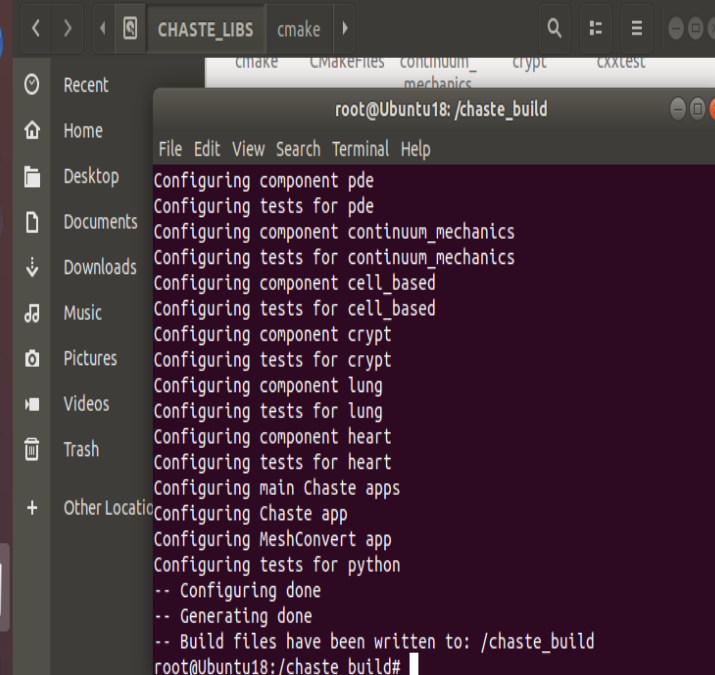 CHASTE_LIBS cmake
cmake CMakeFiles continuum_ crypt cxxtest
mechanics
Recent
Home
Desktop
Documents
Downloads
Music
Pictures
Videos
Trash
Other Locatio
root@Ubuntu18: /chaste_build
File Edit View Search Terminal Help
Configuring component pde
Configuring tests for pde
Configuring component continuum_mechanics
Configuring tests for continuum_mechanics
Configuring component cell_based
Configuring tests for cell_based
Configuring component crypt
Configuring tests for crypt
Configuring component lung
Configuring tests for lung
Configuring component heart
Configuring tests for heart
Configuring main Chaste apps
Configuring Chaste app
Configuring MeshConvert app
Configuring tests for python
-- Configuring done
-- Generating done
-- Build files have been written to: /chaste_build
root@Ubuntu18:/chaste_build#